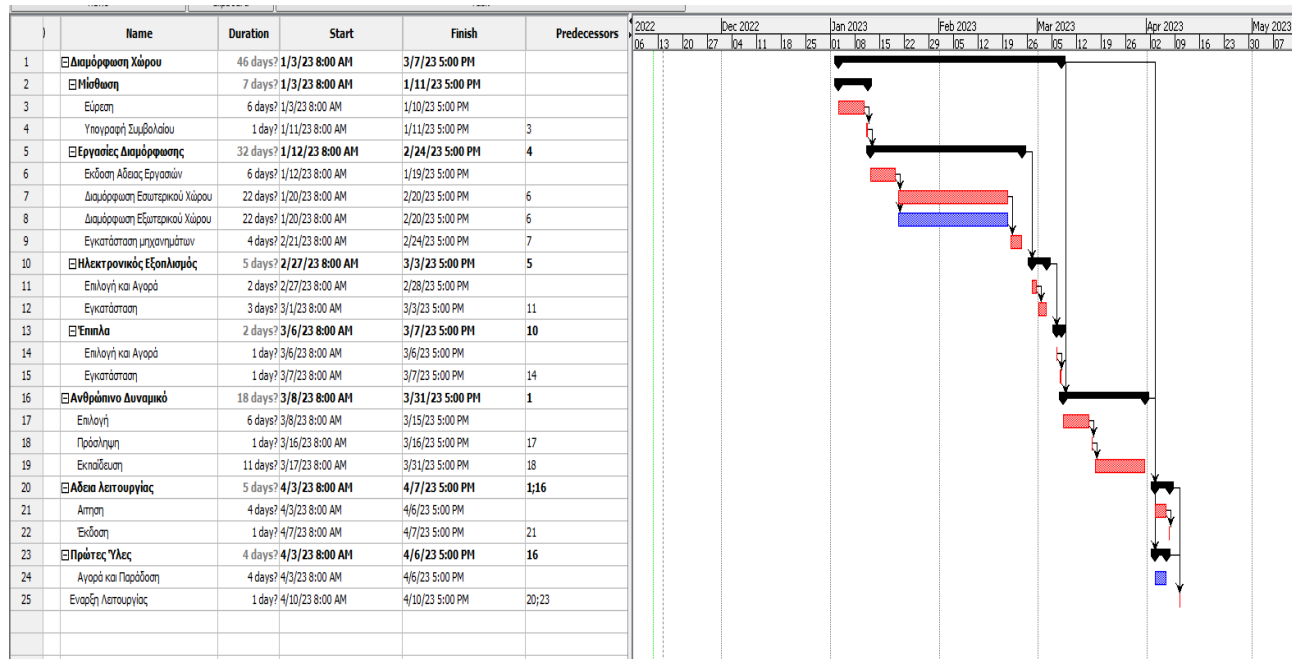 Name Duration Start Finish Predecessors
2022 Dec 2022 Jan 2023 Feb 2023 Mar 2023 Apr 2023 May 2023
06 13 20 27 04 11 18 25 01 08 15 22 29 05 12 19 26 05 12 19 26 02 09 16 23 30 07
1 Διαμόρφωση Χώρου 46 days? 1/3/23 8:00 AM 3/7/23 5:00 PM
2 Μίσθωση 7 days? 1/3/23 8:00 AM 1/11/23 5:00 PM
3 Εύρεση 6 days? 1/3/23 8:00 AM 1/10/23 5:00 PM
4 Υπογραφή Συμβολαίου 1 day? 1/11/23 8:00 AM 1/11/23 5:00 PM 3
5 Εργασίες Διαμόρφωσης 32 days? 1/12/23 8:00 AM 2/24/23 5:00 PM 4
6 Εκδοση Αδειας Εργασιών 6 days? 1/12/23 8:00 AM 1/19/23 5:00 PM
7 Διαμόρφωση Εσωτερικού Χώρου 22 days? 1/20/23 8:00 AM 2/20/23 5:00 PM 6
8 Διαμόρφωση Εξωτερικού Χώρου 22 days? 1/20/23 8:00 AM 2/20/23 5:00 PM 6
9 Εγκατάσταση μηχανημάτων 4 days? 2/21/23 8:00 AM 2/24/23 5:00 PM 7
10 Ηλεκτρονικός Εξοπλισμός 5 days? 2/27/23 8:00 AM 3/3/23 5:00 PM 5
11 Επιλογή και Αγορά 2 days? 2/27/23 8:00 AM 2/28/23 5:00 PM
12 Εγκατάσταση 3 days? 3/1/23 8:00 AM 3/3/23 5:00 PM 11
13 Έπιπλα 2 days? 3/6/23 8:00 AM 3/7/23 5:00 PM 10
14 Επιλογή και Αγορά 1 day? 3/6/23 8:00 AM 3/6/23 5:00 PM
15 Εγκατάσταση 1 day? 3/7/23 8:00 AM 3/7/23 5:00 PM 14
16 Ανθρώπινο Δυναμικό 18 days? 3/8/23 8:00 AM 3/31/23 5:00 PM 1
17 Επιλογή 6 days? 3/8/23 8:00 AM 3/15/23 5:00 PM
18 Πρόσληψη 1 day? 3/16/23 8:00 AM 3/16/23 5:00 PM 17
19 Εκπαίδευση 11 days? 3/17/23 8:00 AM 3/31/23 5:00 PM 18
20 Αδεια λειτουργίας 5 days? 4/3/23 8:00 AM 4/7/23 5:00 PM 1;16
21 Αιτηση 4 days? 4/3/23 8:00 AM 4/6/23 5:00 PM
22 Έκδοση 1 day? 4/7/23 8:00 AM 4/7/23 5:00 PM 21
23 Πρώτες Ύλες 4 days? 4/3/23 8:00 AM 4/6/23 5:00 PM 16
24 Αγορά και Παράδοση 4 days? 4/3/23 8:00 AM 4/6/23 5:00 PM
25 Εναρξη Λειτουργίας 1 day? 4/10/23 8:00 AM 4/10/23 5:00 PM 20;23